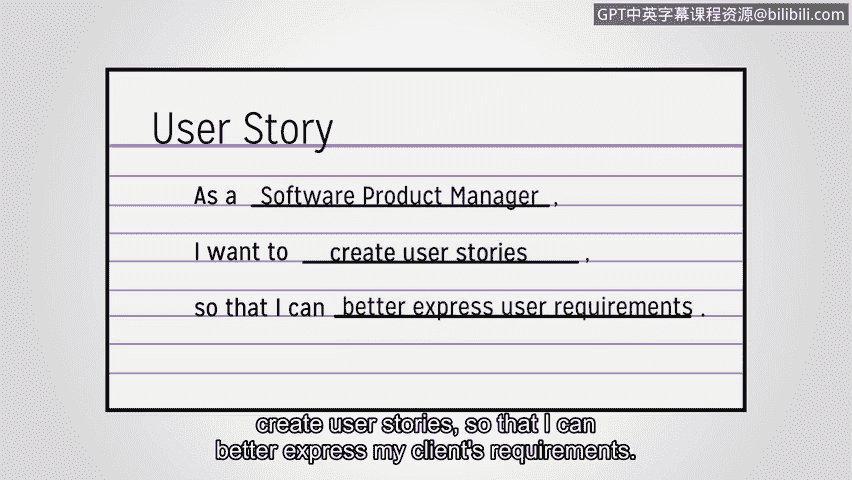 GPT中英字幕课程资源@bilibili.com
User Story
As a Software Product Manager,
I want to create user stories,
so that I can better express user requirements.
create user stories, so that I can
better express my client's requirements.